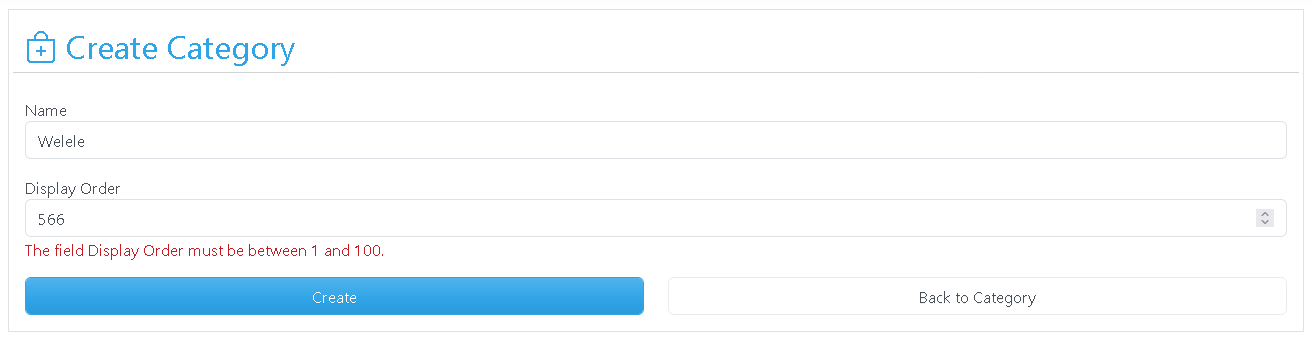 Create Category
Name
Welele
Display Order
566
The field Display Order must be between 1 and 100.
Create
Back to Category